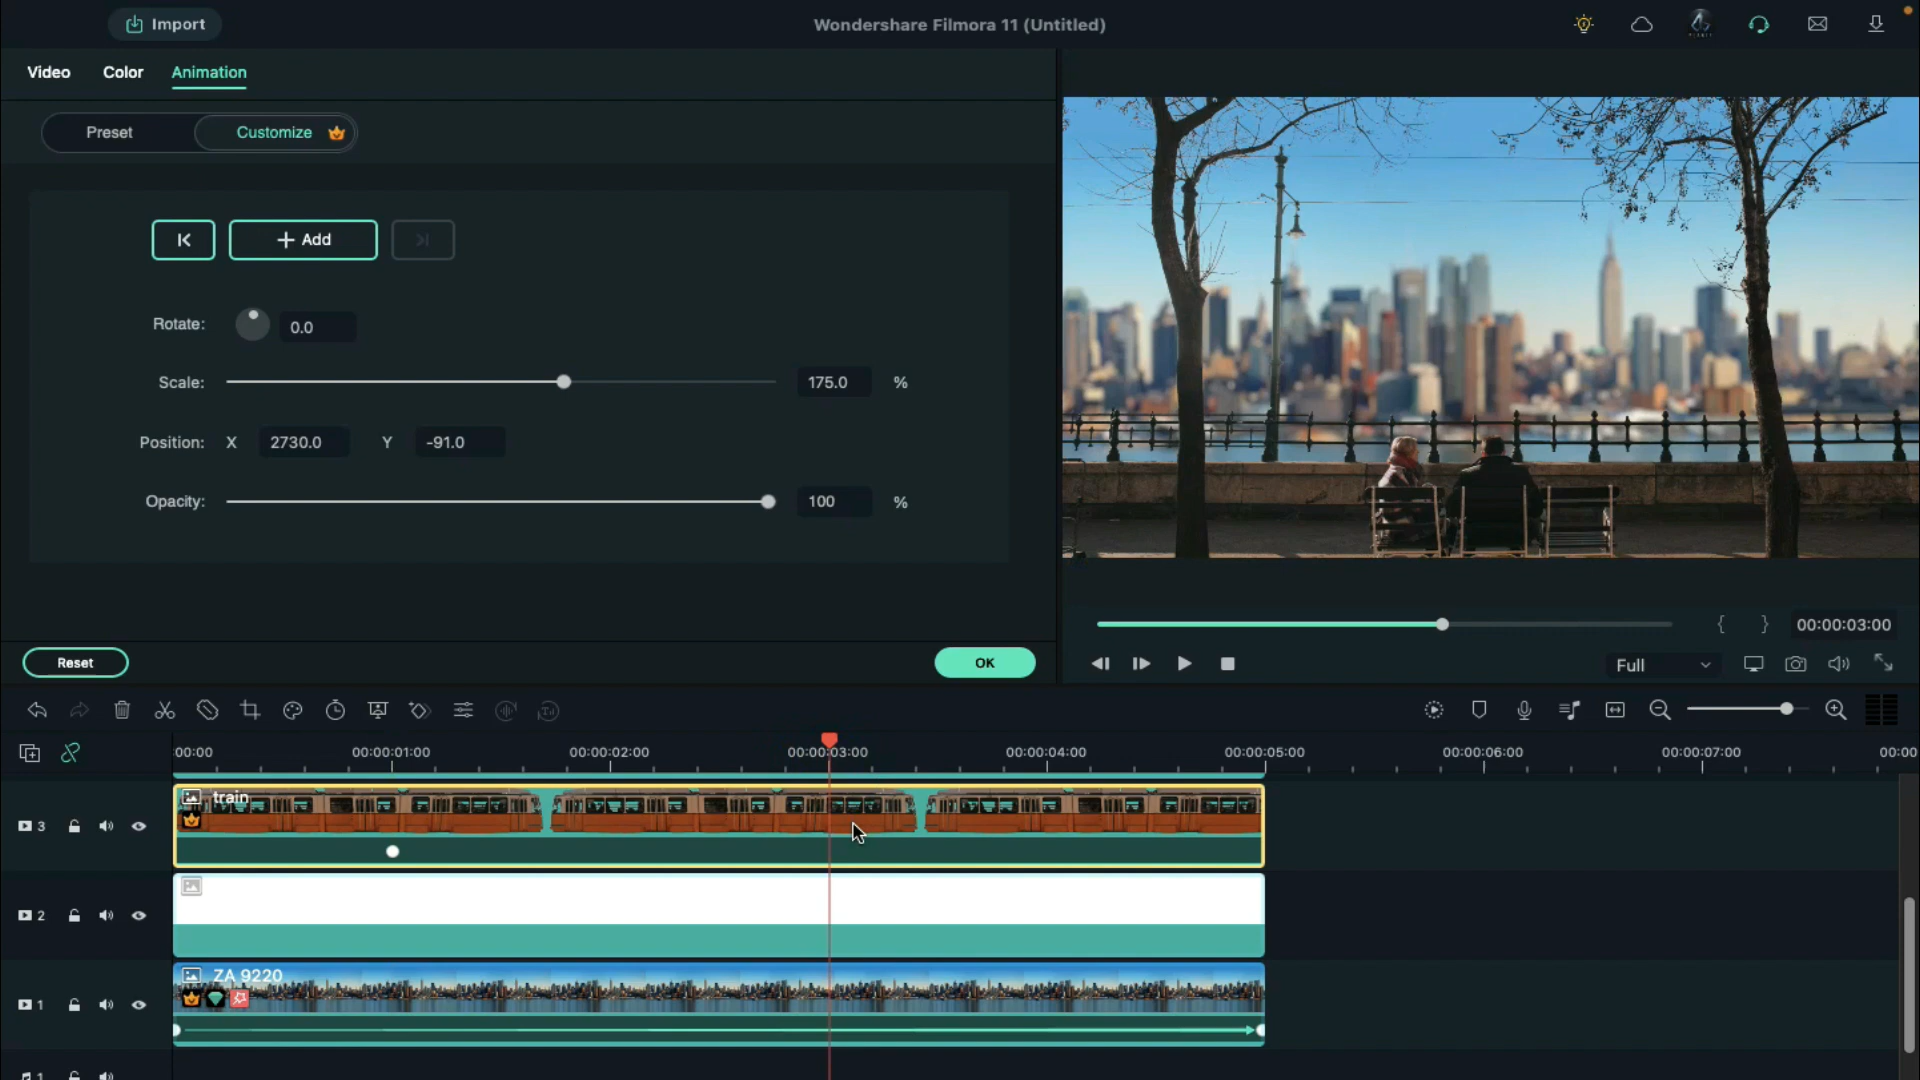 Import
Wondershare Filmora 11 (Untitled)
Video Color Animation
Preset Customize
+ Add
Rotate: 0.0
Scale: 175.0 %
Position: X 2730.0 Y -91.0
Opacity: 100 %
Reset
OK
{ } 00:00:03:00
Full
00:00 00:00:01:00 00:00:02:00 00:00:03:00 00:00:04:00 00:00:05:00 00:00:06:00 00:00:07:00 00:00
train
3
2
ZA 9220
1
1